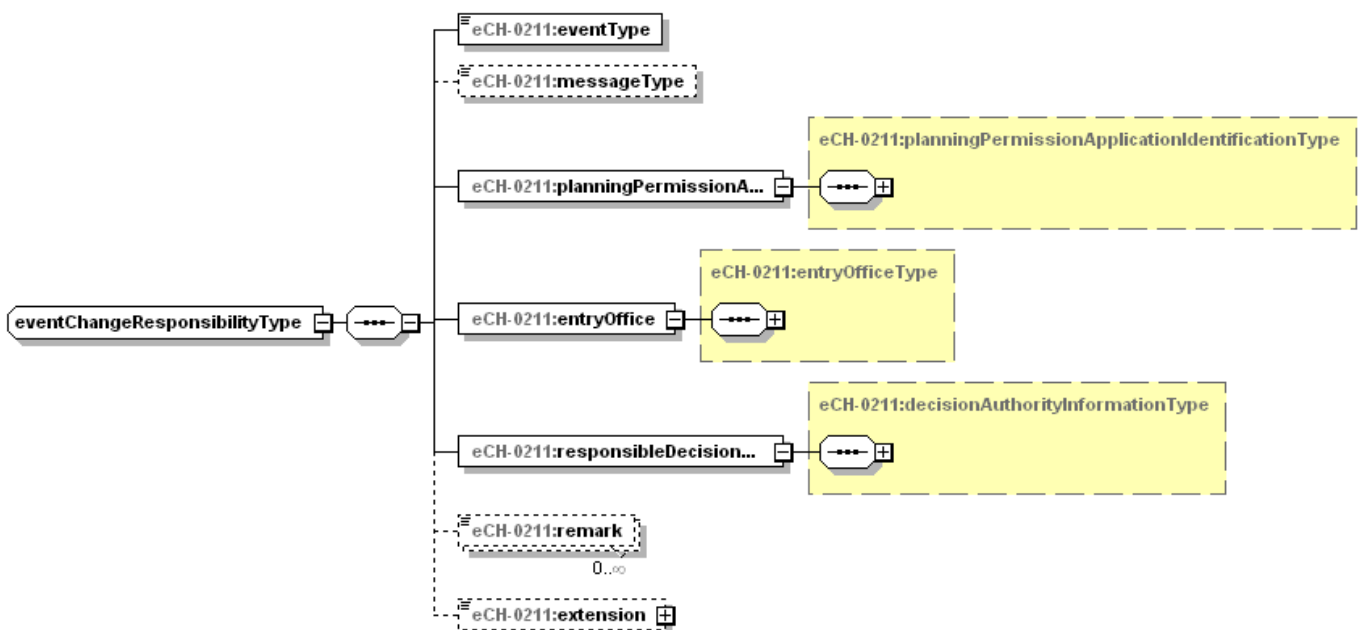 eCH-0211:eventType
eCH-0211:messageType
eCH-0211:planningPermissionApplicationIdentificationType
eCH-0211:planningPermissionA...
eCH-0211:entryOfficeType
eventChangeResponsibilityType
eCH-0211:entryOffice
eCH-0211:decisionAuthorityInformationType
eCH-0211:responsibleDecision...
eCH-0211:remark
0..∞
eCH-0211:extension